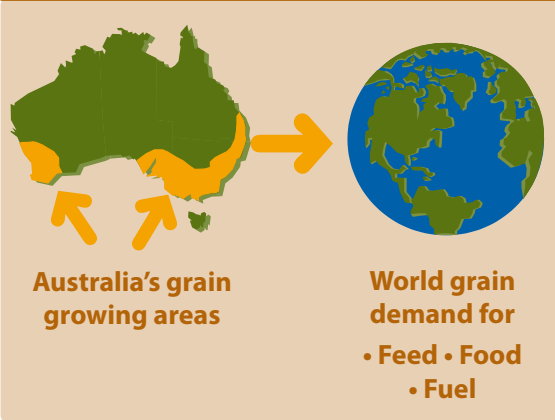 Australia's grain
growing areas
World grain
demand for
• Feed • Food
• Fuel